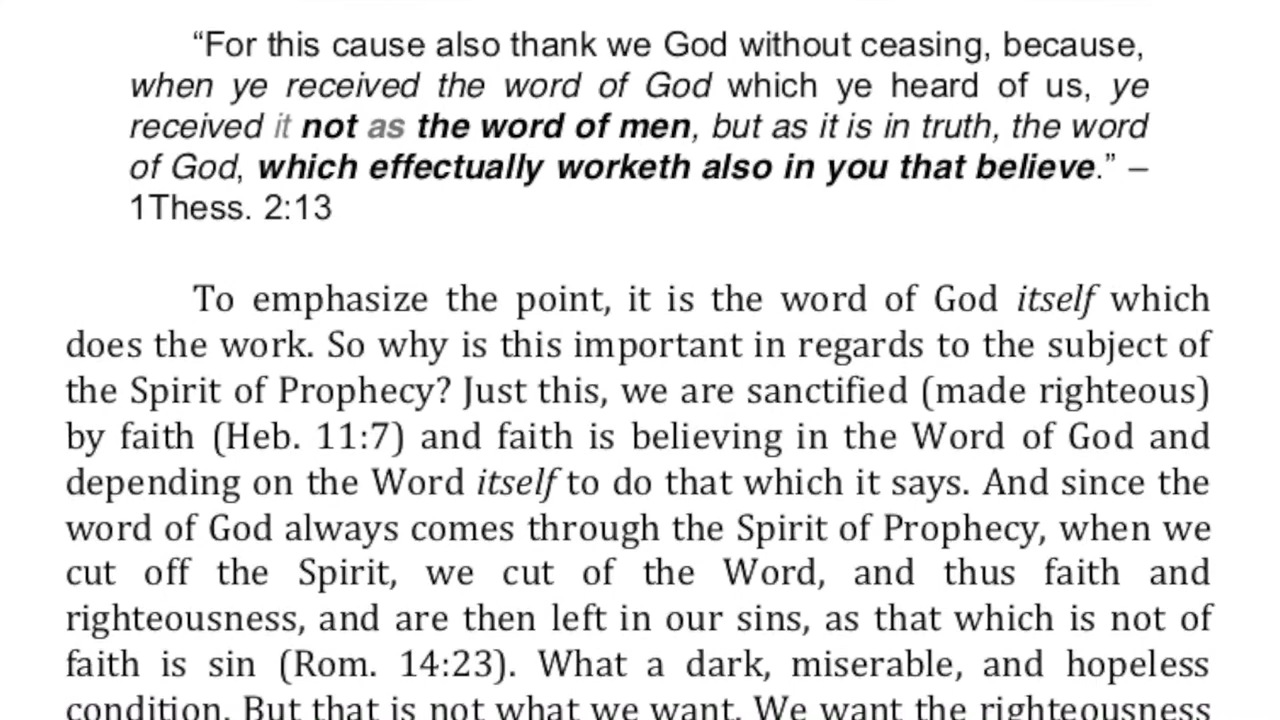 “For this cause also thank we God without ceasing, because,
when ye received the word of God which ye heard of us, ye
received it not as the word of men, but as it is in truth, the word
of God, which effectually worketh also in you that believe.” –
1Thess. 2:13
To emphasize the point, it is the word of God itself which
does the work. So why is this important in regards to the subject of
the Spirit of Prophecy? Just this, we are sanctified (made righteous)
by faith (Heb. 11:7) and faith is believing in the Word of God and
depending on the Word itself to do that which it says. And since the
word of God always comes through the Spirit of Prophecy, when we
cut off the Spirit, we cut of the Word, and thus faith and
righteousness, and are then left in our sins, as that which is not of
faith is sin (Rom. 14:23). What a dark, miserable, and hopeless
condition. But that is not what we want. We want the righteousness